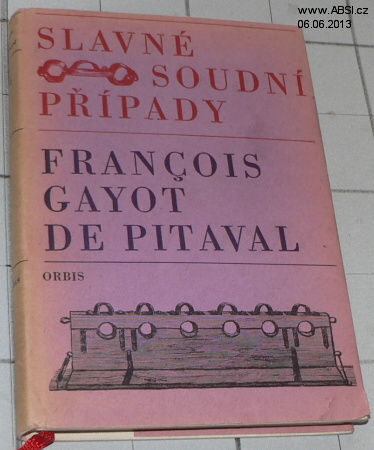 www.ABSI.cz
06.06.2013
SLAVNÉ
SOUDNÍ
PŘÍPADY
FRANÇOIS
GAYOT
DE PITAVAL
ORBIS